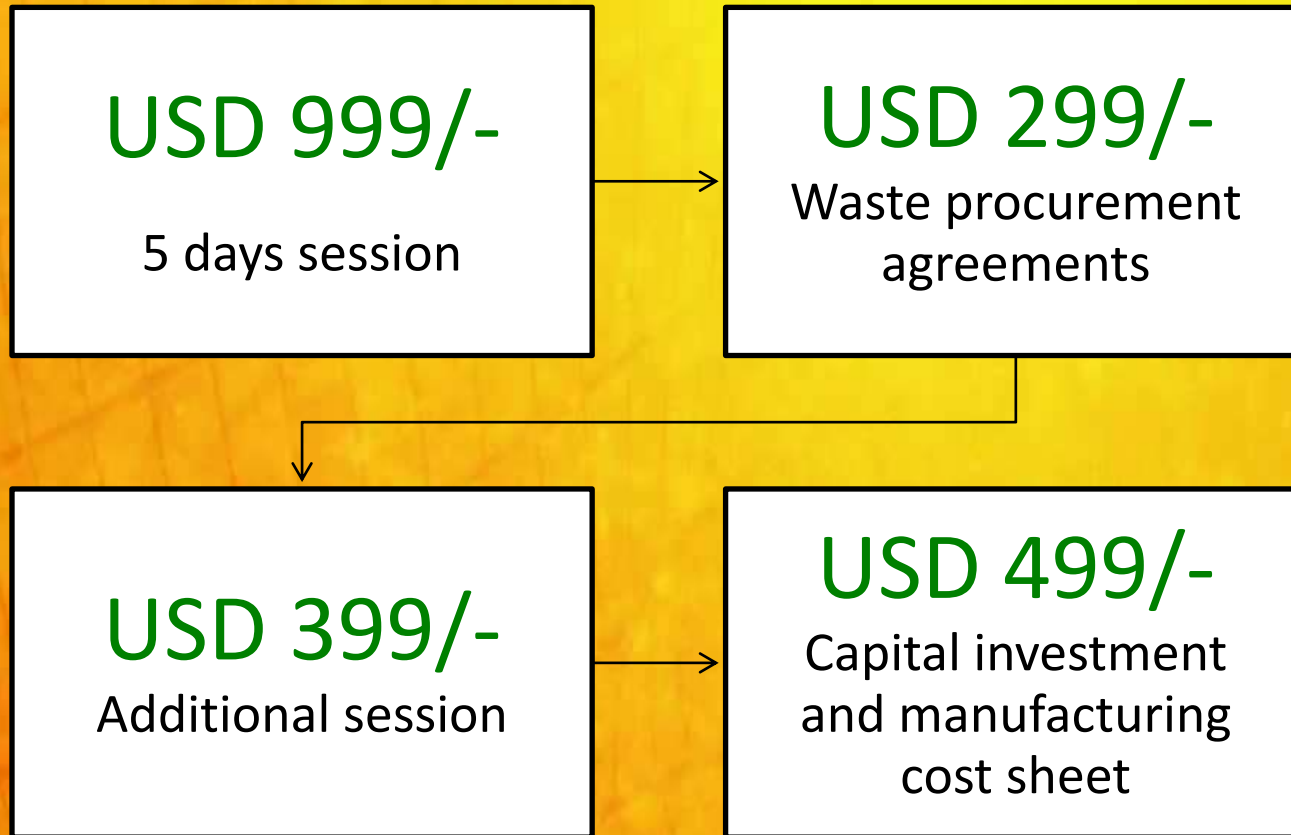 USD 999/-
5 days session
USD 299/-
Waste procurement
agreements
USD 399/-
Additional session
USD 499/-
Capital investment
and manufacturing
cost sheet